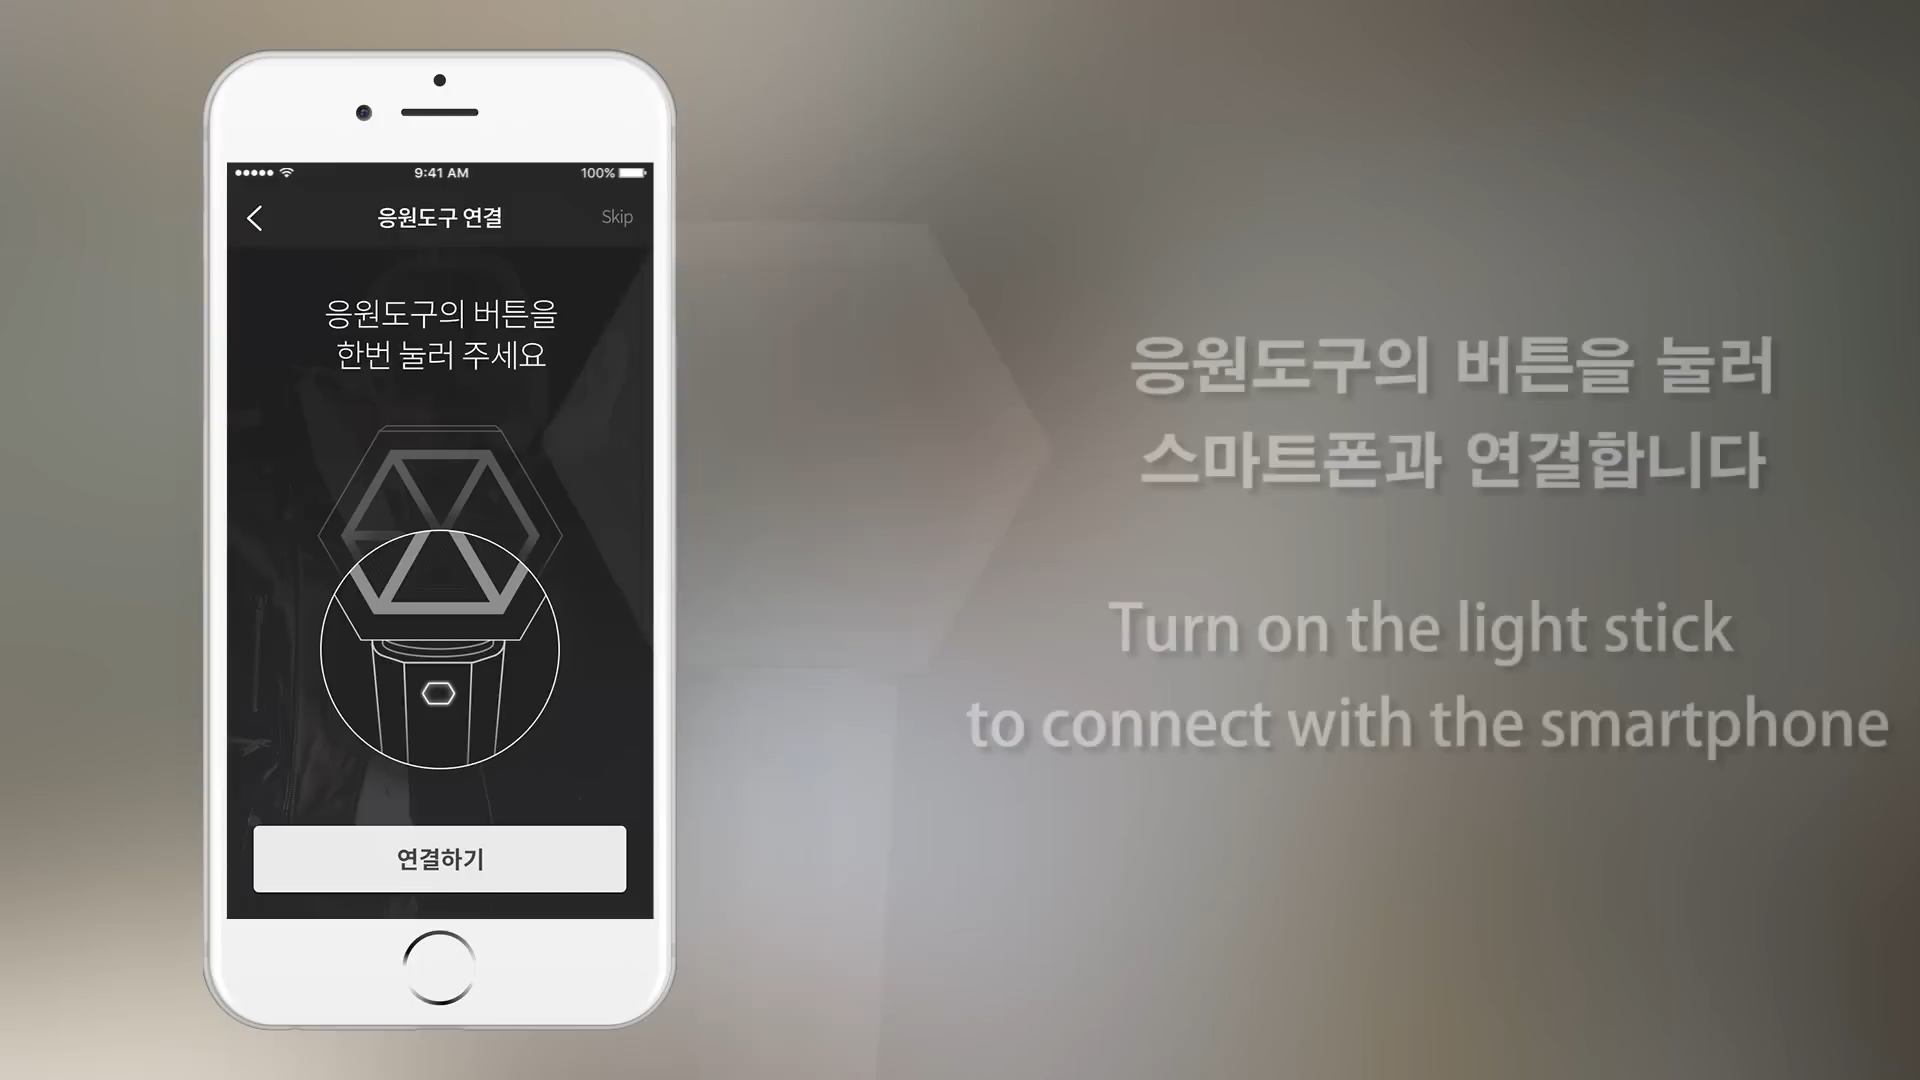 9:41 AM
100%
응원도구 연결
Skip
응원도구의 버튼을
한번 눌러 주세요
연결하기
응원도구의 버튼을 눌러
스마트폰과 연결합니다
Turn on the light stick
to connect with the smartphone